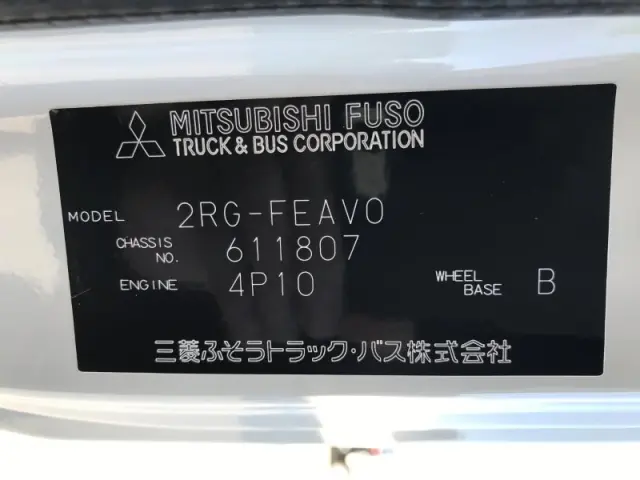 MITSUBISHI FUSO
TRUCK & BUS CORPORATION
MODEL 2RG-FEAV0
CHASSIS NO. 611807
ENGINE 4P10 WHEEL BASE B
三菱ふそうトラック・バス株式会社